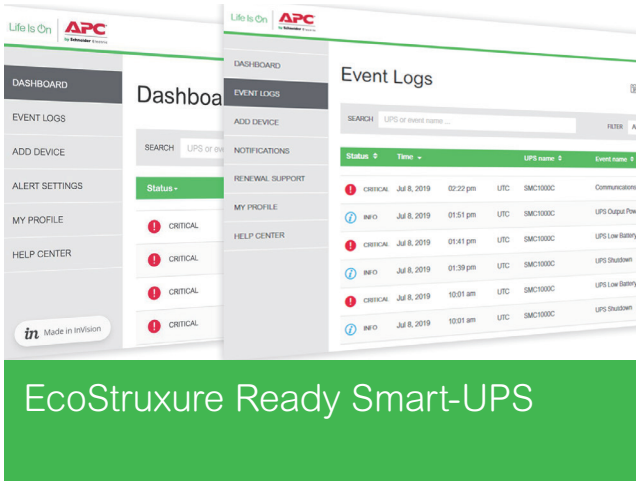 Life Is On APC
by Schneider Electric
DASHBOARD
EVENT LOGS
ADD DEVICE
ALERT SETTINGS
MY PROFILE
HELP CENTER
in Made in InVision
Dashboa
SEARCH UPS or eve
Status
CRITICAL
CRITICAL
CRITICAL
CRITICAL
Life Is On APC
by Schneider Electric
DASHBOARD
EVENT LOGS
ADD DEVICE
NOTIFICATIONS
RENEWAL SUPPORT
MY PROFILE
HELP CENTER
Event Logs
SEARCH UPS or event name ...
FILTER A
Status Time UPS name Event name
CRITICAL Jul 8, 2019 02:22 pm UTC SMC1000C Communications
INFO Jul 8, 2019 01:51 pm UTC SMC1000C UPS Output Pow
CRITICAL Jul 8, 2019 01:41 pm UTC SMC1000C UPS Low Battery
INFO Jul 8, 2019 01:39 pm UTC SMC1000C UPS Shutdown
CRITICAL Jul 8, 2019 10:01 am UTC SMC1000C UPS Low Battery
INFO Jul 8, 2019 10:01 am UTC SMC1000C UPS Shutdown
EcoStruxure Ready Smart-UPS